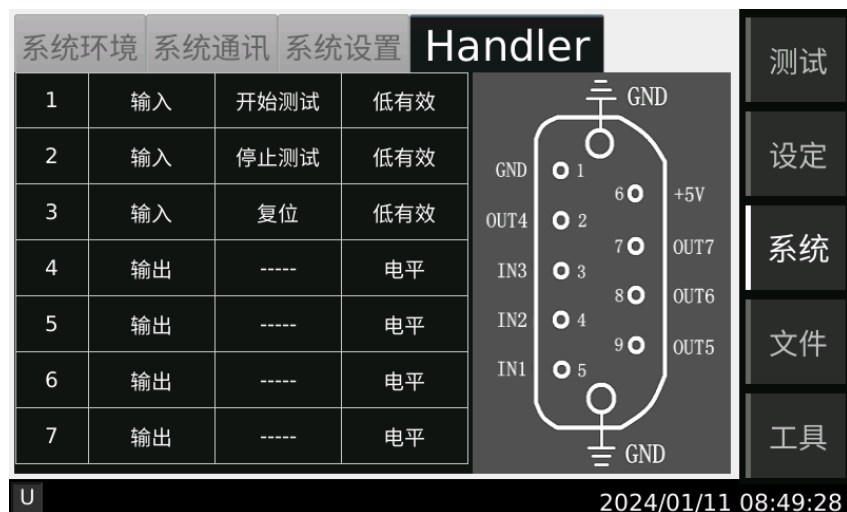 系统环境 系统通讯 系统设置 Handler
1 输入 开始测试 低有效
2 输入 停止测试 低有效
3 输入 复位 低有效
4 输出 ----- 电平
5 输出 ----- 电平
6 输出 ----- 电平
7 输出 ----- 电平
GND
GND 1
6 +5V
OUT4 2
7 OUT7
IN3 3
8 OUT6
IN2 4
9 OUT5
IN1 5
GND
测试
设定
系统
文件
工具
U 2024/01/11 08:49:28